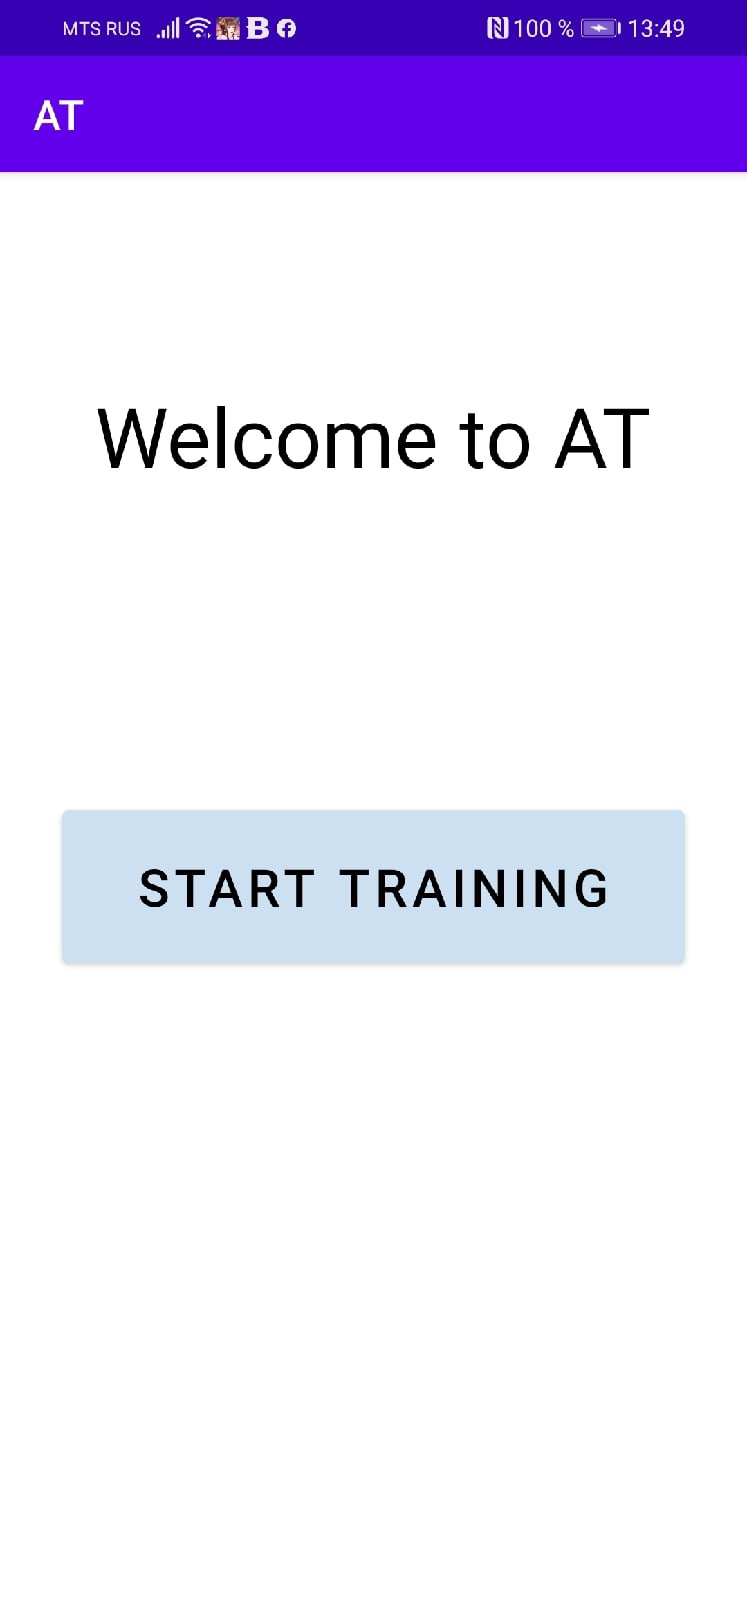 MTS RUS B 100 % 13:49
AT
Welcome to AT
START TRAINING